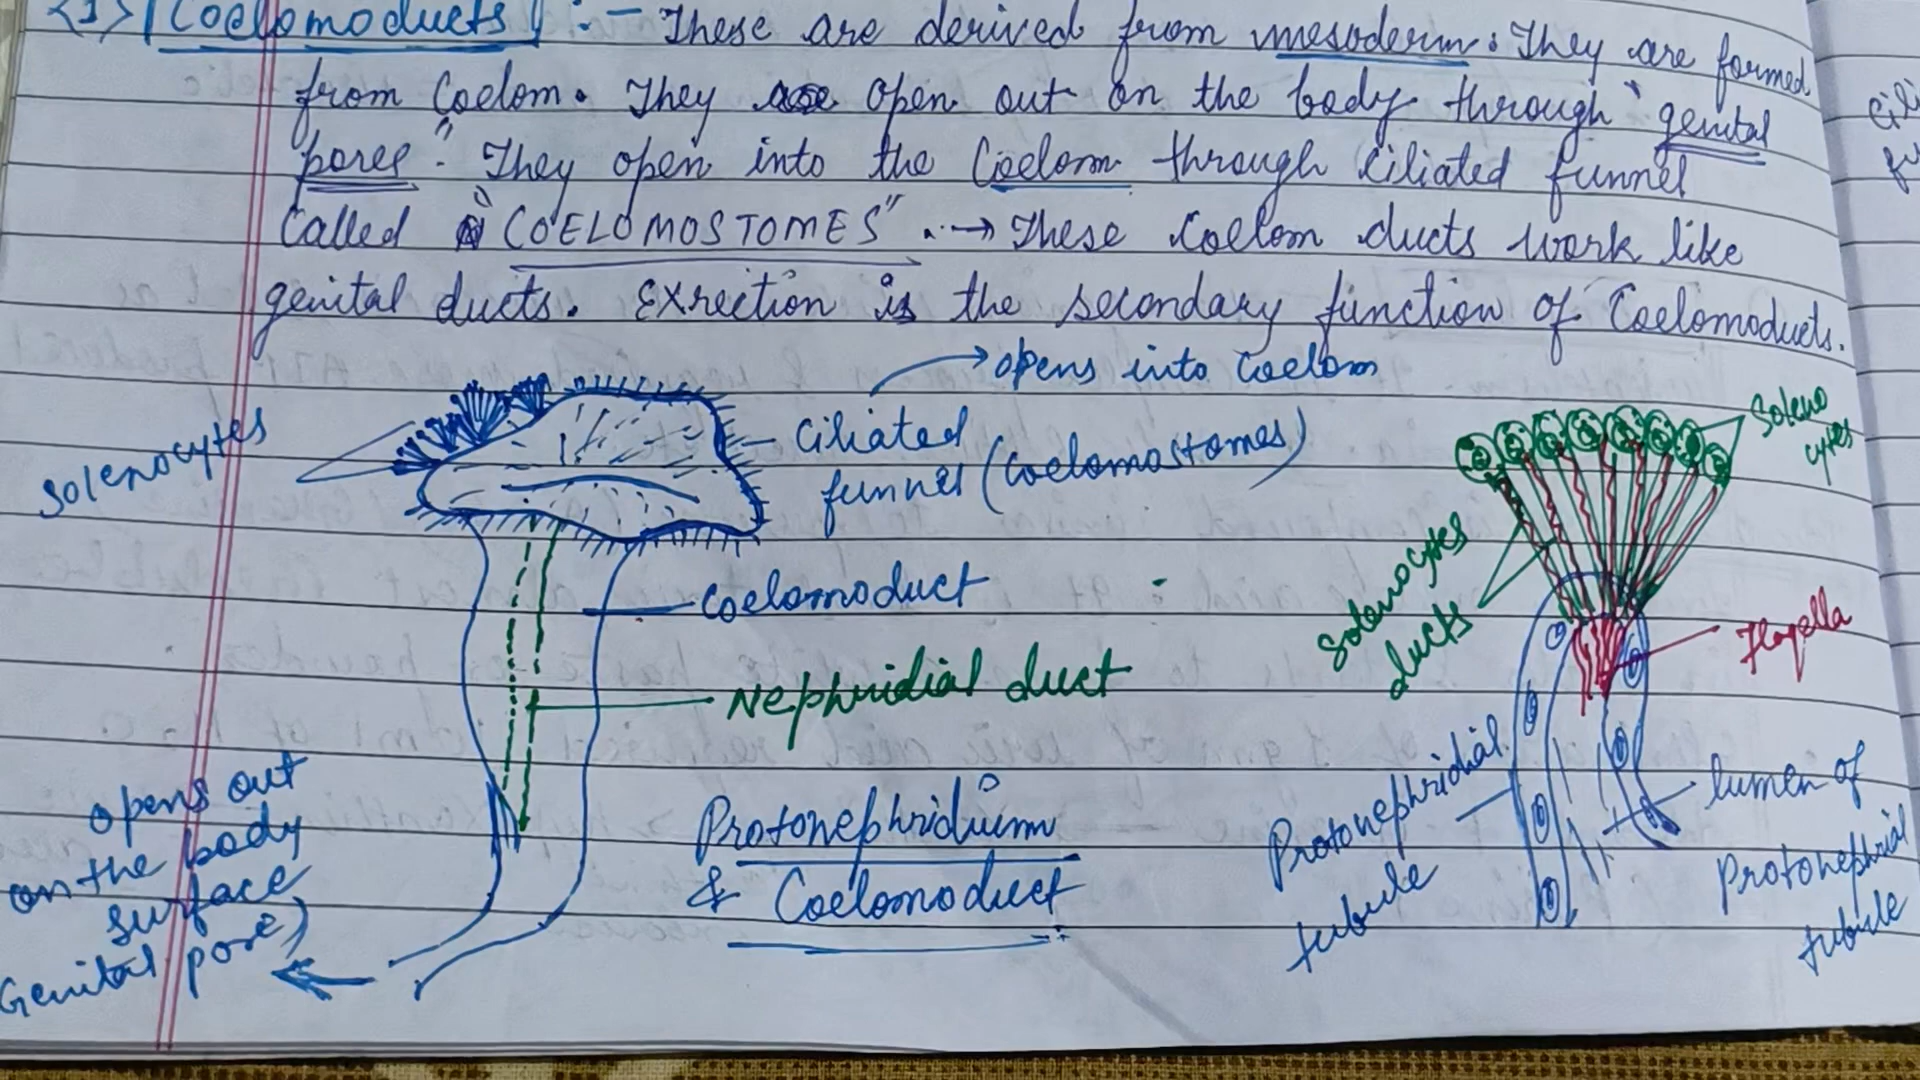 <1> Coelomoducts :- These are derived from mesoderm. They are formed
from Coelom. They open out on the body through "genital
pores". They open into the Coelom through ciliated funnel
called "COELOMOSTOMES". → These Coelom ducts work like
genital ducts. Exrection is the secondary function of Coelomoducts.
→ opens into Coelom
Solenocytes
Ciliated
funnel (Coelomostomes)
Coelomoduct
Nephridial duct
opens out
on the body
surface
Genital pore)
Protonephridium
& Coelomoduct
Soleno
cytes
Solenocytes
ducts
Flagella
Protonephridial
tubule
lumen of
Protonephrial
tubule